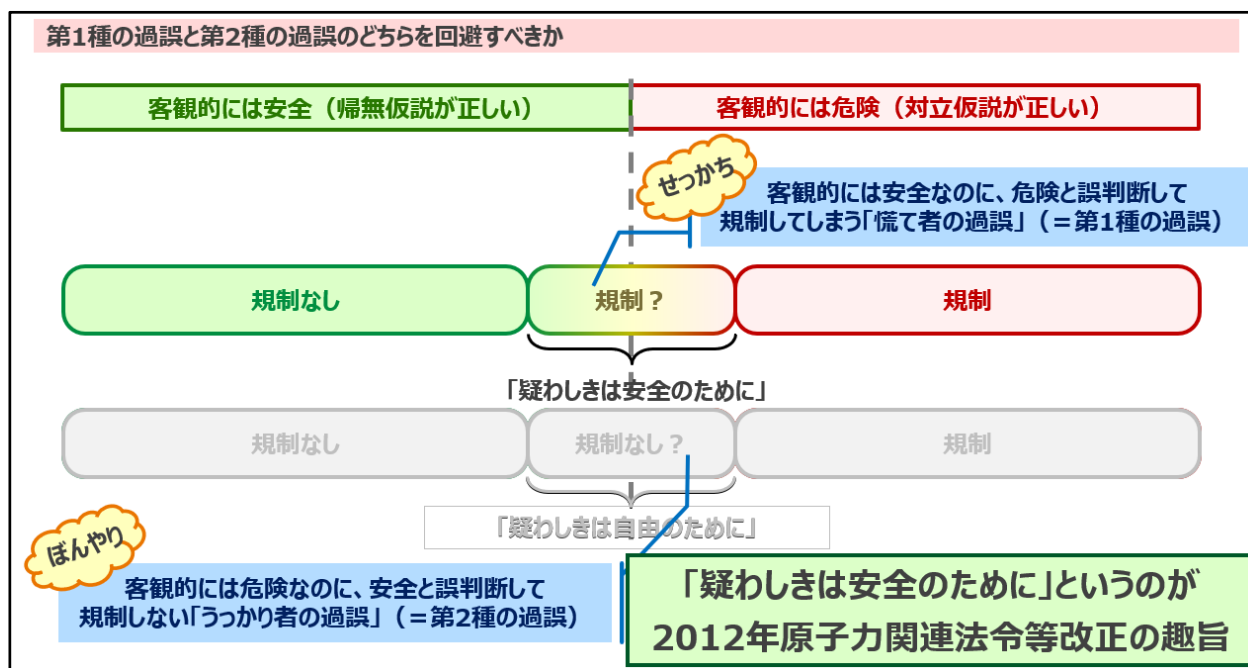 第1種の過誤と第2種の過誤のどちらを回避すべきか
客観的には安全（帰無仮説が正しい）
客観的には危険（対立仮説が正しい）
せっかち
客観的には安全なのに、危険と誤判断して
規制してしまう「慌て者の過誤」（＝第1種の過誤）
規制なし
規制？
規制
「疑わしきは安全のために」
規制なし
規制なし？
規制
「疑わしきは自由のために」
ぼんやり
客観的には危険なのに、安全と誤判断して
規制しない「うっかり者の過誤」（＝第2種の過誤）
「疑わしきは安全のために」というのが
2012年原子力関連法令等改正の趣旨